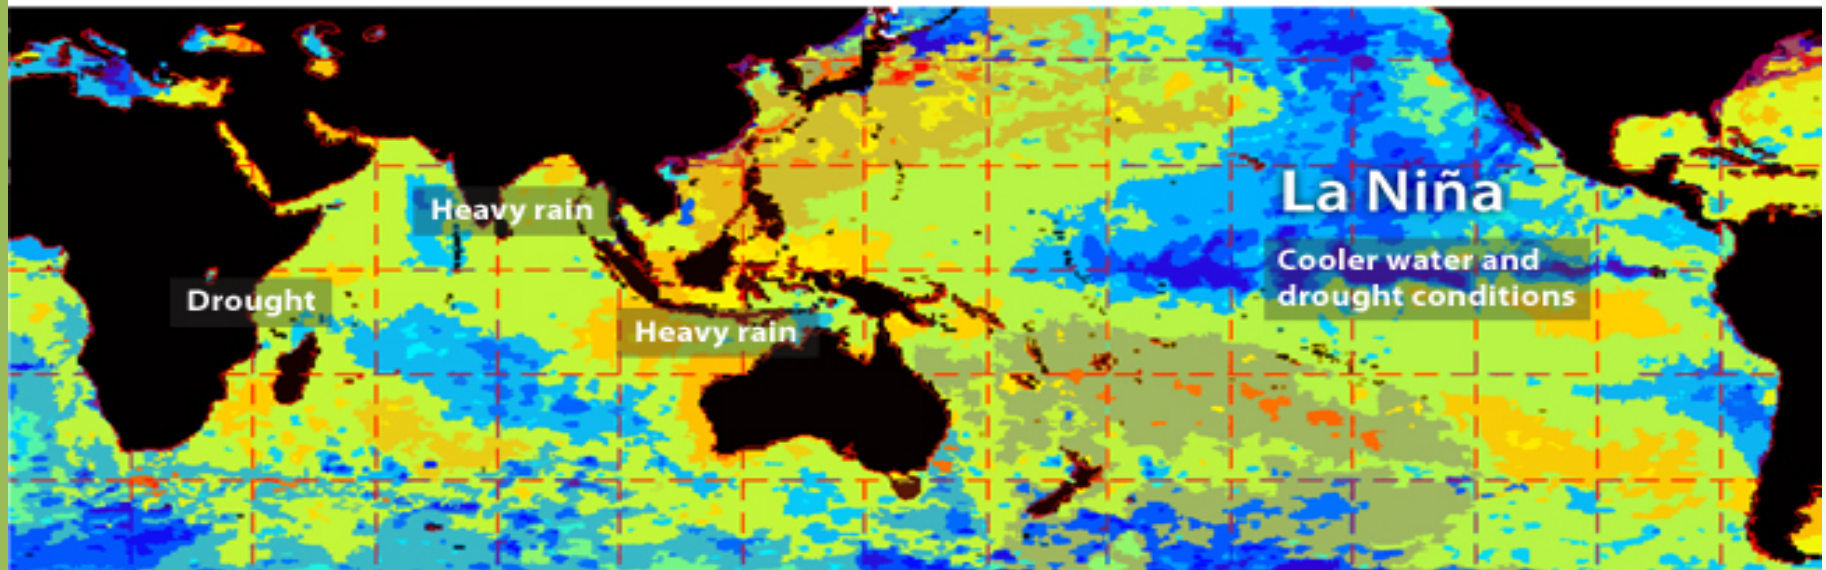 La Niña
Heavy rain
Cooler water and
drought conditions
Drought
Heavy rain